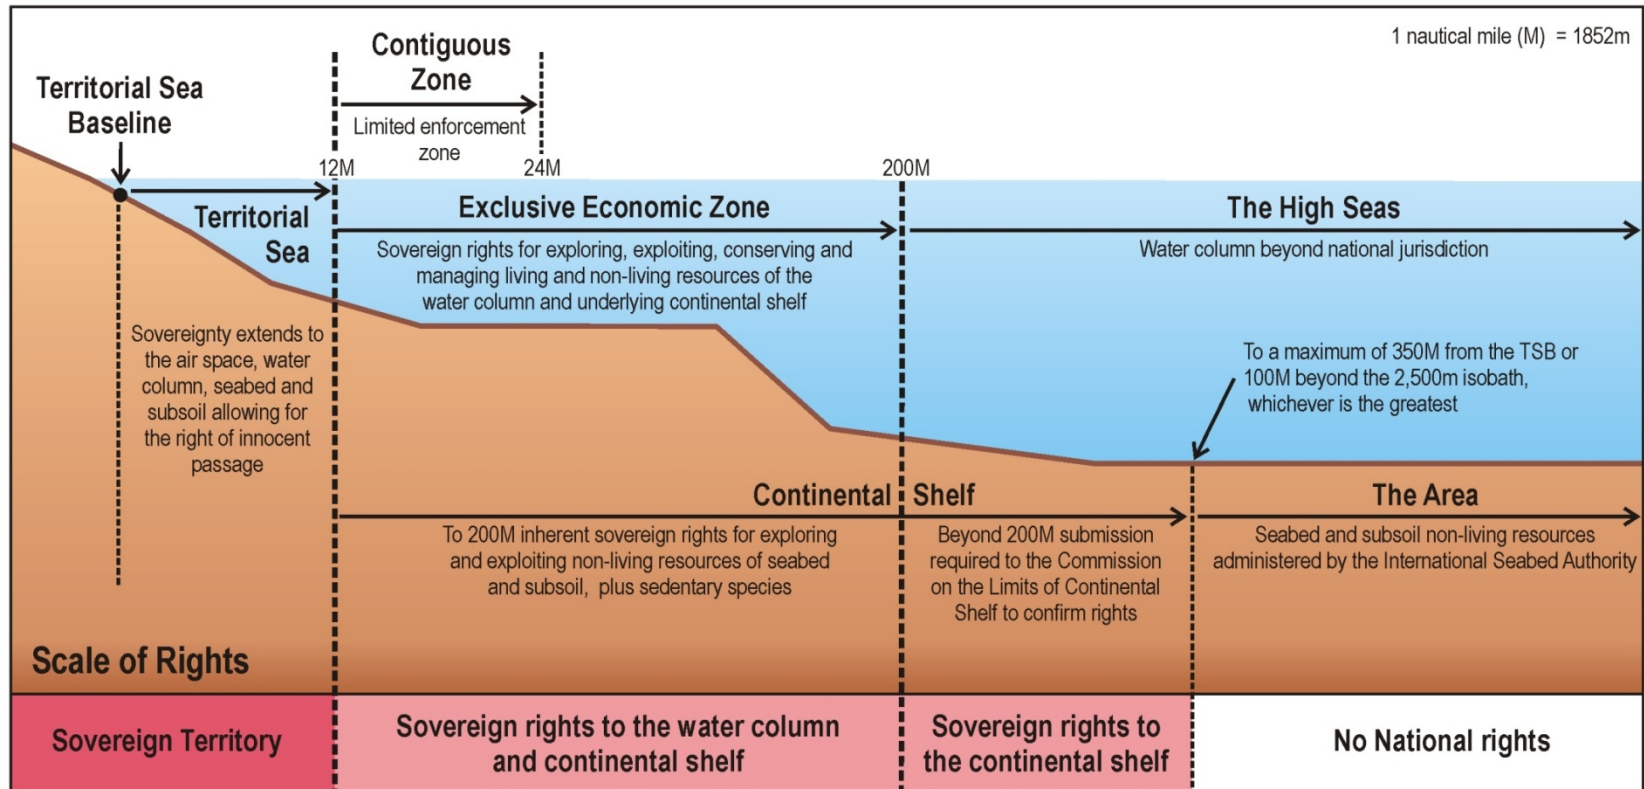 1 nautical mile (M) = 1852m
Contiguous
Zone
Limited enforcement
zone
Territorial Sea
Baseline
12M
24M
200M
Territorial
Sea
Exclusive Economic Zone
Sovereign rights for exploring, exploiting, conserving and
managing living and non-living resources of the
water column and underlying continental shelf
The High Seas
Water column beyond national jurisdiction
Sovereignty extends to
the air space, water
column, seabed and
subsoil allowing for
the right of innocent
passage
To a maximum of 350M from the TSB or
100M beyond the 2,500m isobath,
whichever is the greatest
Continental Shelf
To 200M inherent sovereign rights for exploring
and exploiting non-living resources of seabed
and subsoil, plus sedentary species
Beyond 200M submission
required to the Commission
on the Limits of Continental
Shelf to confirm rights
The Area
Seabed and subsoil non-living resources
administered by the International Seabed Authority
Scale of Rights
Sovereign Territory
Sovereign rights to the water column
and continental shelf
Sovereign rights to
the continental shelf
No National rights